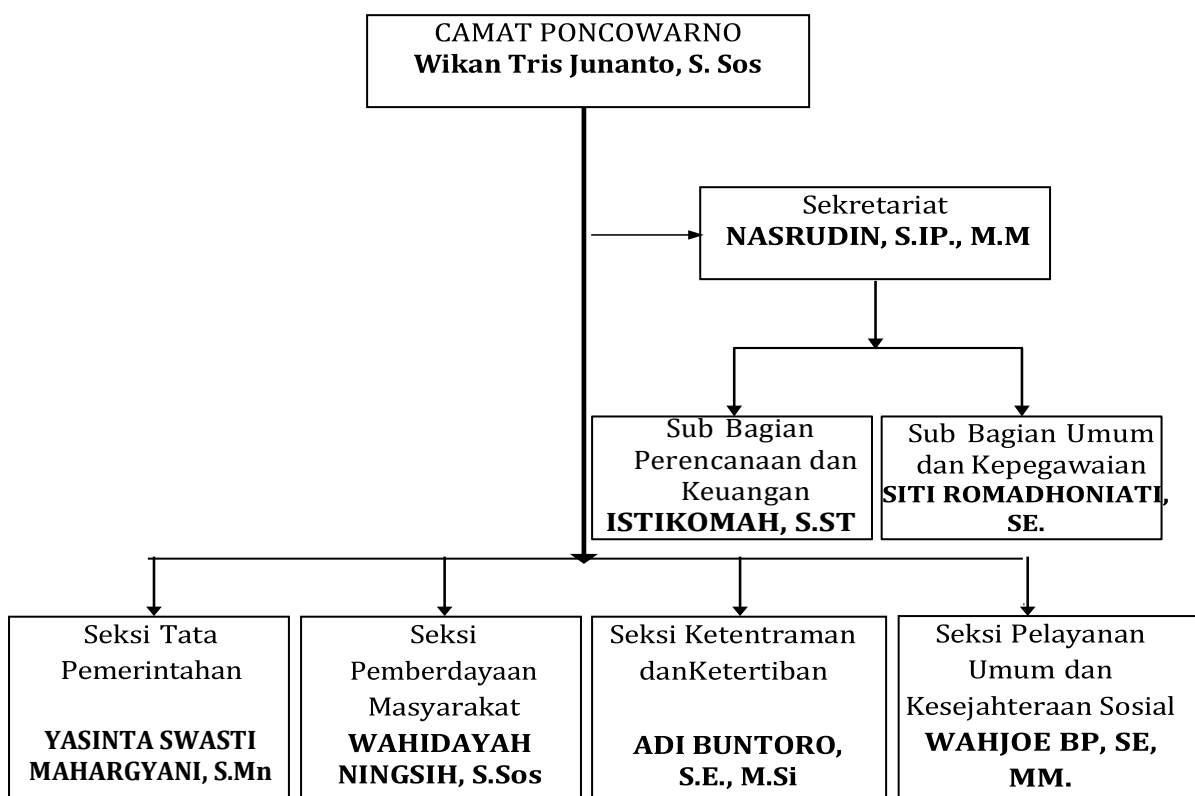 CAMAT PONCOWARNO
Wikan Tris Junanto, S. Sos
Sekretariat
NASRUDIN, S.IP., M.M
Sub Bagian
Perencanaan dan
Keuangan
ISTIKOMAH, S.ST
Sub Bagian Umum
dan Kepegawaian
SITI ROMADHONIATI,
SE.
Seksi Tata
Pemerintahan
YASINTA SWASTI
MAHARGYANI, S.Mn
Seksi
Pemberdayaan
Masyarakat
WAHIDAYAH
NINGSIH, S.Sos
Seksi Ketentraman
danKetertiban
ADI BUNTORO,
S.E., M.Si
Seksi Pelayanan
Umum dan
Kesejahteraan Sosial
WAHJOE BP, SE,
MM.